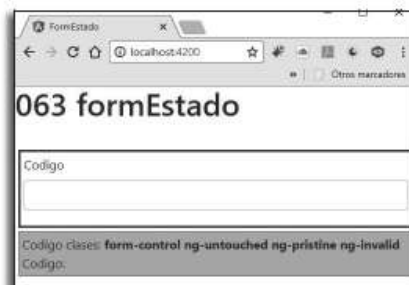 FormEstado
localhost:4200
Otros marcadores
063 formEstado
Codigo
Codigo clases: form-control ng-untouched ng-pristine ng-invalid
Codigo: